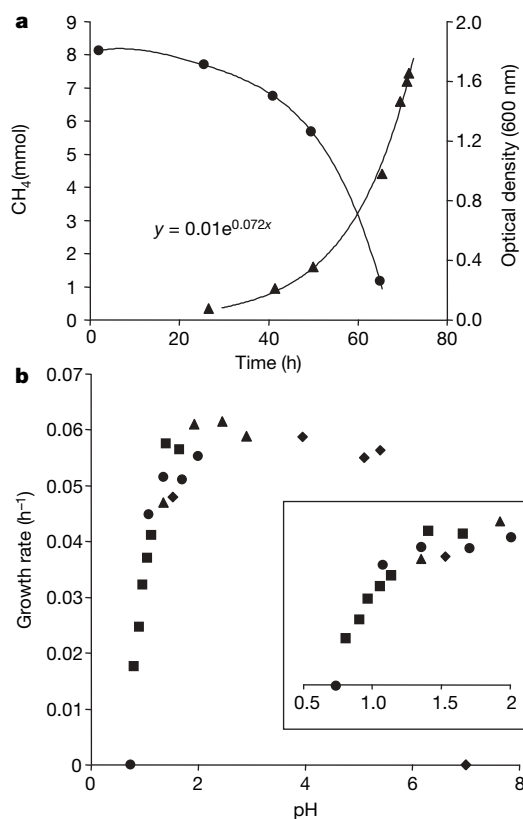 a
9
8
7
6
5
4
3
2
1
0
CH₄(mmol)
2.0
1.6
1.2
0.8
0.4
0.0
Optical density (600 nm)
y = 0.01e^0.072x
0 20 40 60 80
Time (h)
b
0.07
0.06
0.05
0.04
0.03
0.02
0.01
0
Growth rate (h⁻¹)
0.5 1.0 1.5 2
0 2 4 6 8
pH